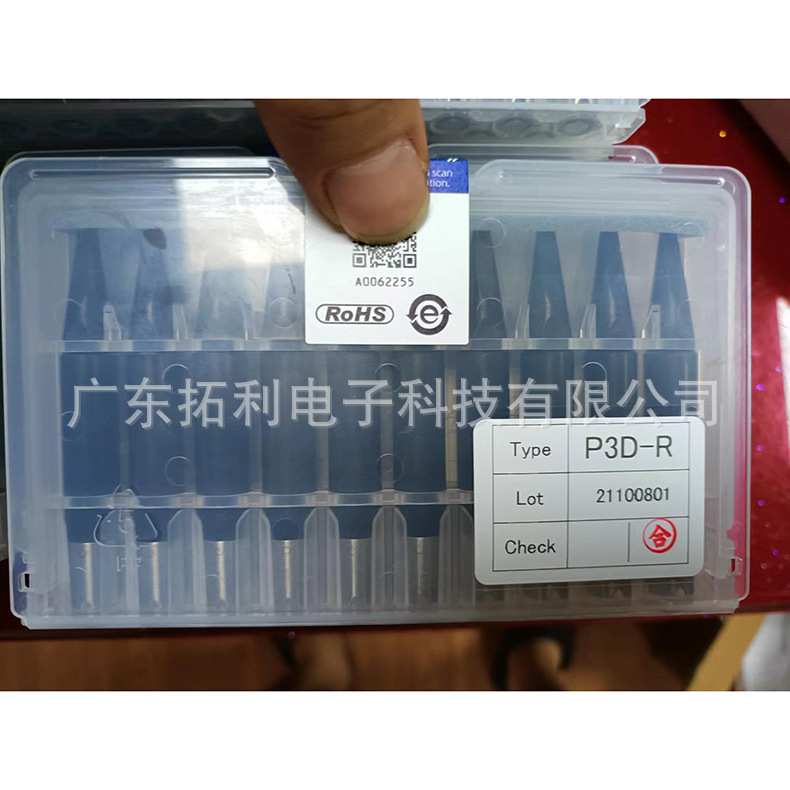 scan
tion.
A0062255
RoHS
e
广东拓利电子科技有限公司
Type P3D-R
Lot 21100801
Check 合